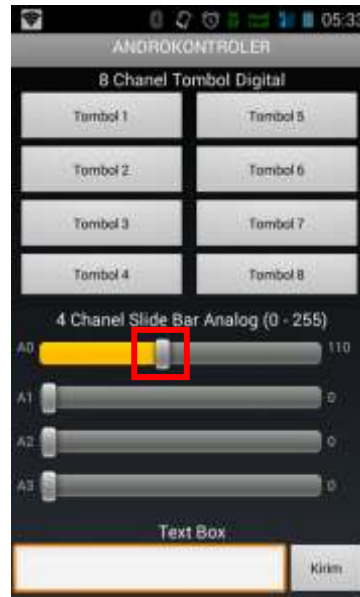 05:33
ANDROKONTROLER
8 Chanel Tombol Digital
Tombol 1 Tombol 5
Tombol 2 Tombol 6
Tombol 3 Tombol 7
Tombol 4 Tombol 8
4 Chanel Slide Bar Analog (0 - 255)
A0 110
A1 0
A2 0
A3 0
Text Box
Kirim